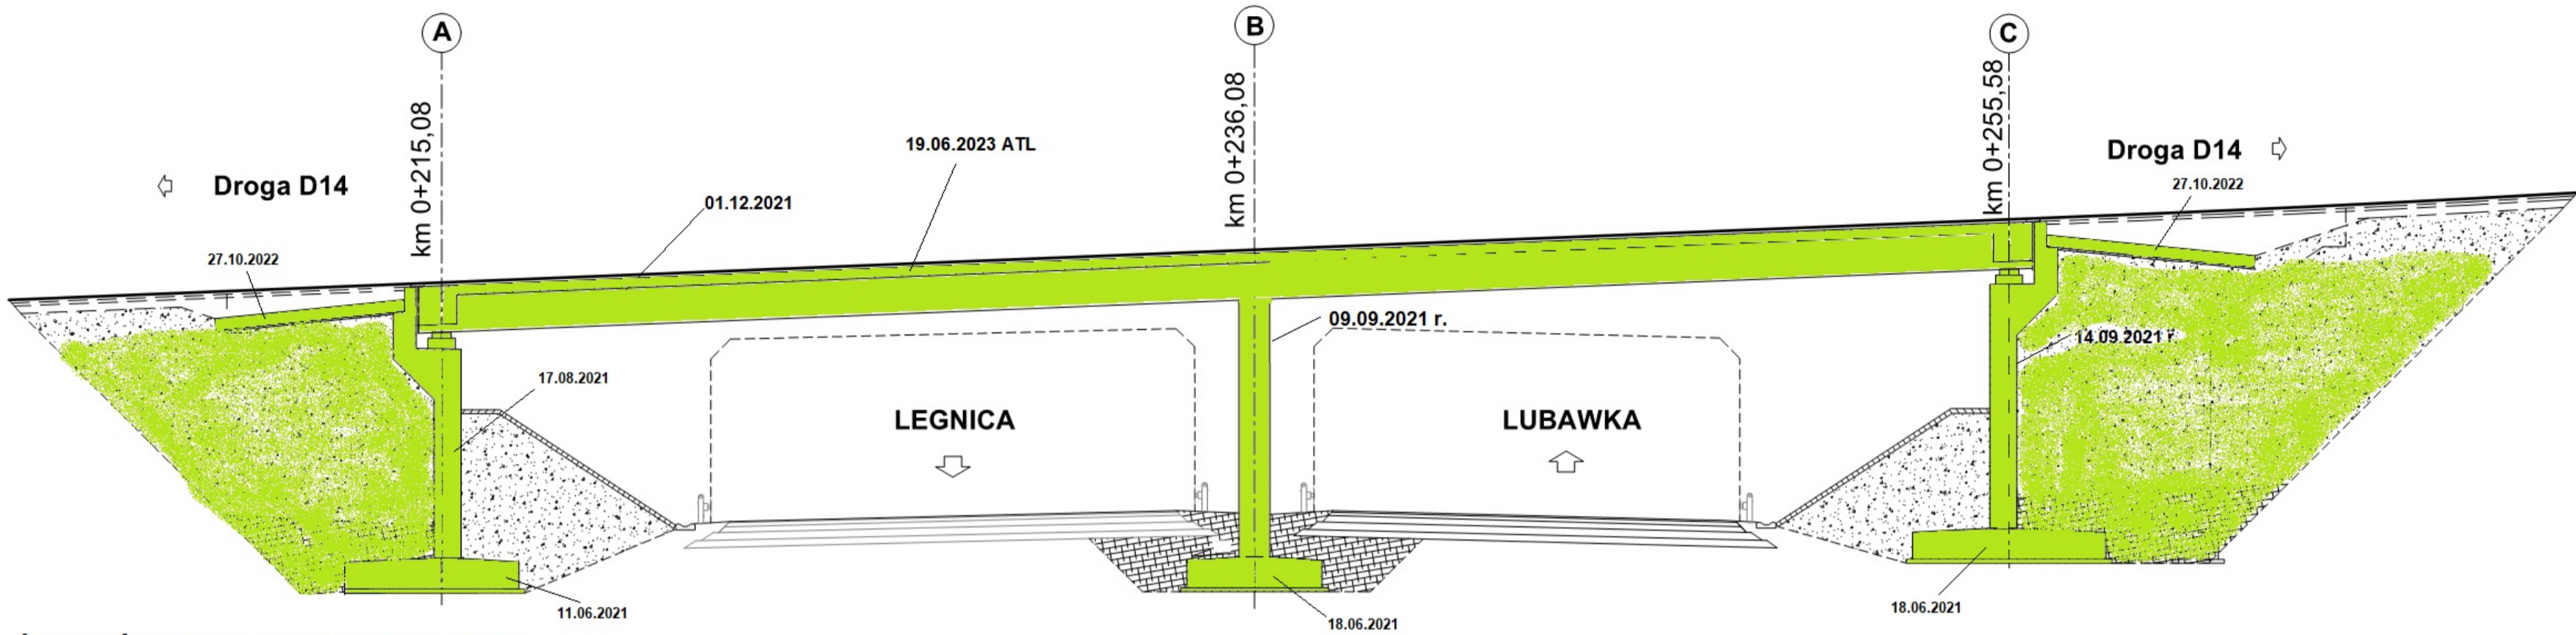 A
B
C
km 0+215,08
km 0+236,08
km 0+255,58
19.06.2023 ATL
Droga D14
Droga D14
27.10.2022
01.12.2021
27.10.2022
09.09.2021 r.
14.09.2021 r
17.08.2021
LEGNICA
LUBAWKA
11.06.2021
18.06.2021
18.06.2021